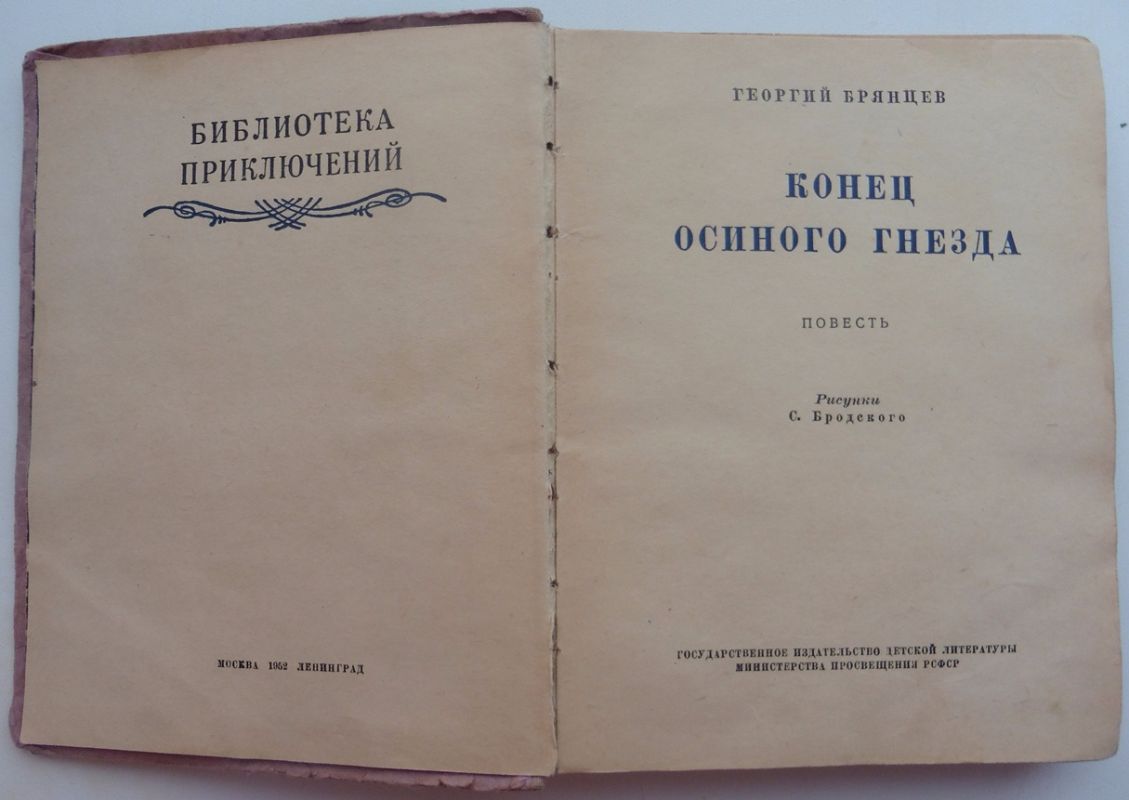 БИБЛИОТЕКА
ПРИКЛЮЧЕНИЙ
МОСКВА 1952 ЛЕНИНГРАД
ГЕОРГИЙ БРЯНЦЕВ
КОНЕЦ
ОСИНОГО ГНЕЗДА
ПОВЕСТЬ
Рисунки
С. Бродского
ГОСУДАРСТВЕННОЕ ИЗДАТЕЛЬСТВО ДЕТСКОЙ ЛИТЕРАТУРЫ
МИНИСТЕРСТВА ПРОСВЕЩЕНИЯ РСФСР